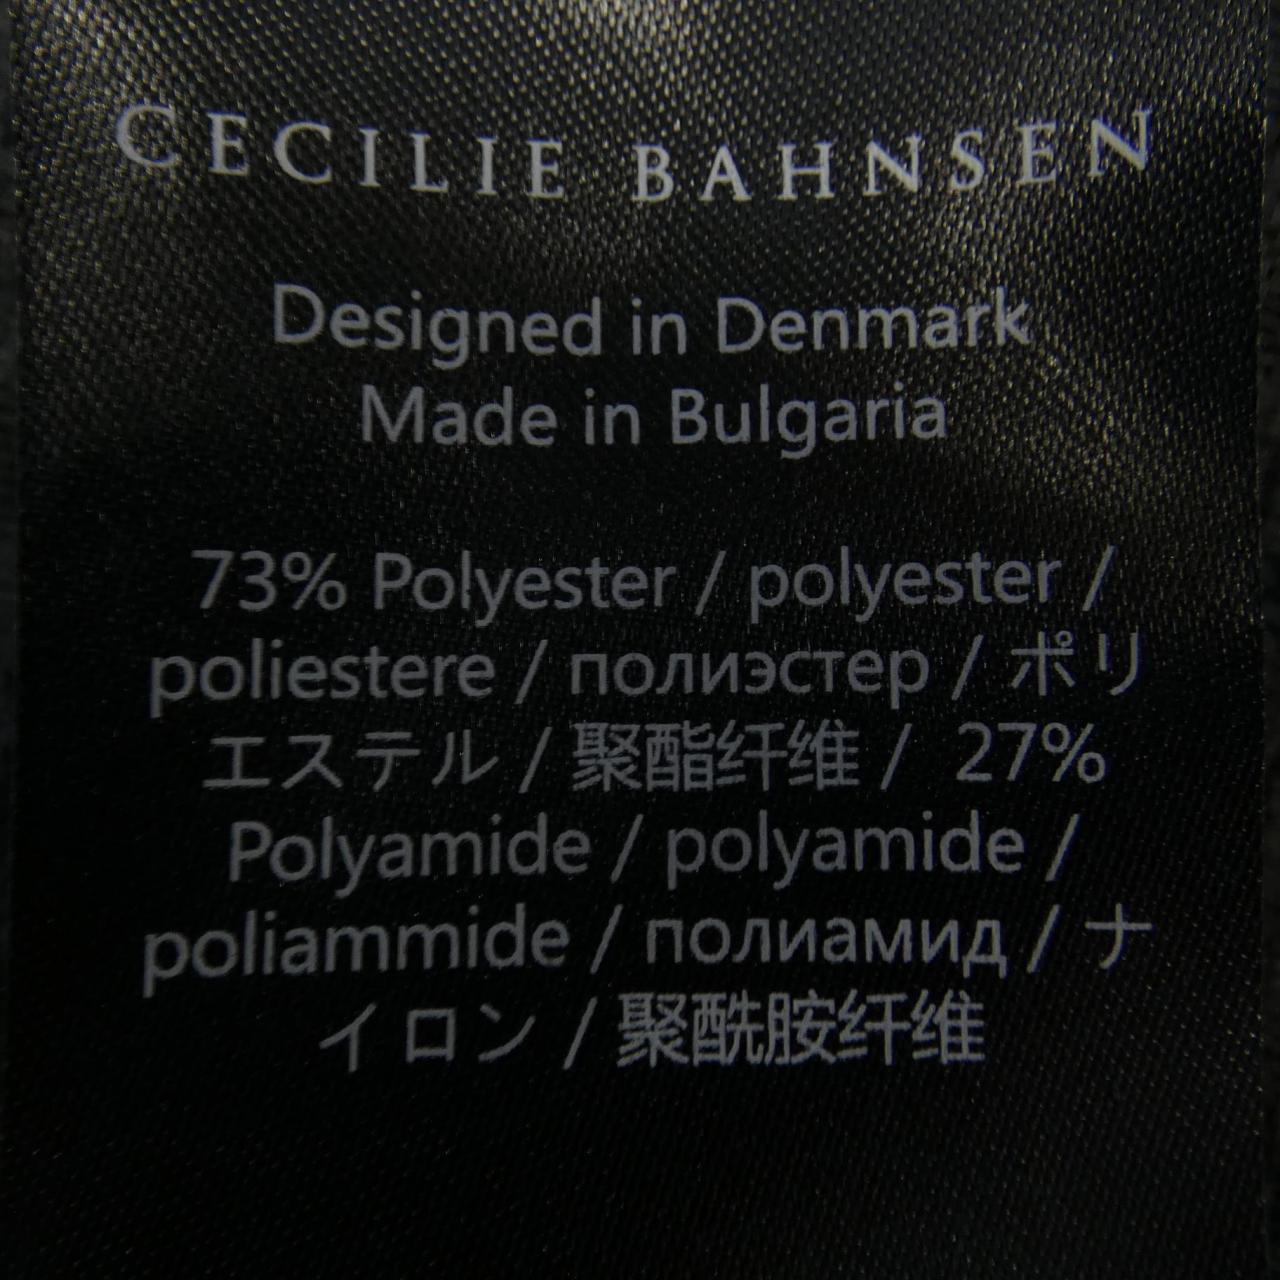 CECILIE BAHNSEN
Designed in Denmark
Made in Bulgaria
73% Polyester / polyester /
poliestere / полиэстер / ポリ
エステル / 聚酯纤维 / 27%
Polyamide / polyamide /
poliammide / полиамид / ナ
イロン / 聚酰胺纤维